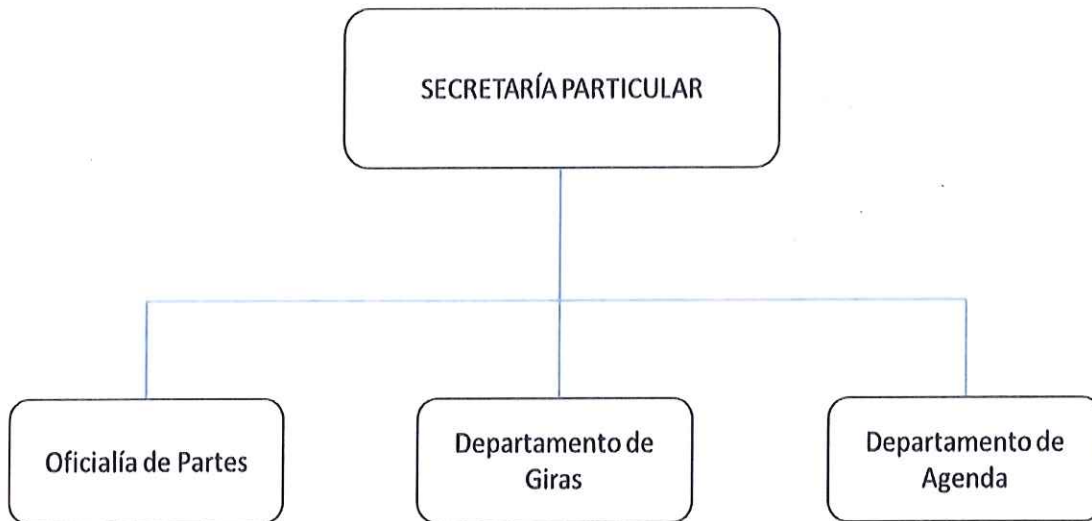 SECRETARÍA PARTICULAR
Oficialía de Partes
Departamento de
Giras
Departamento de
Agenda